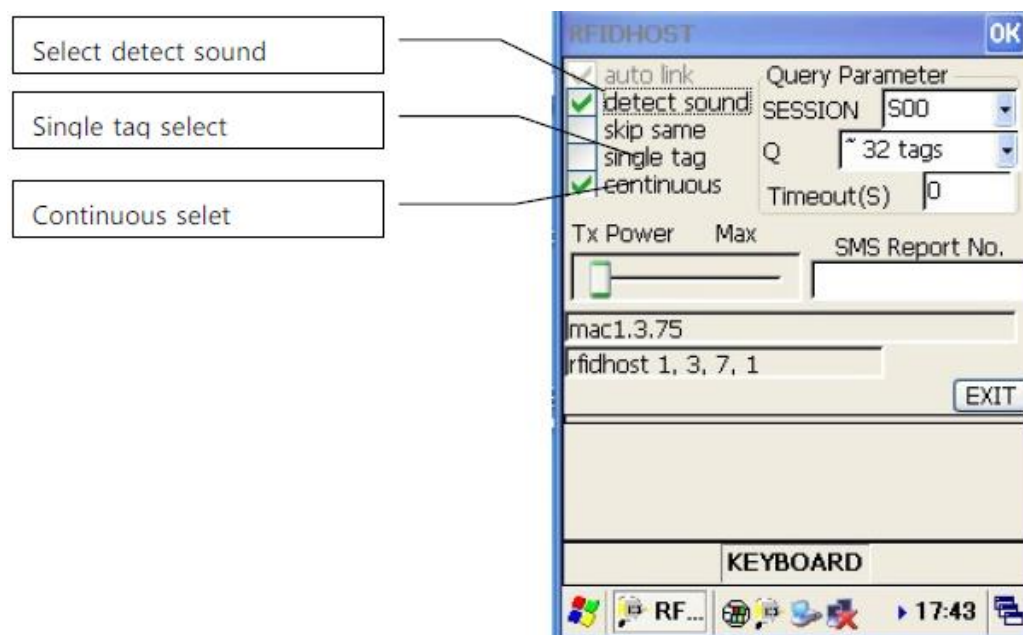 Select detect sound
Single tag select
Continuous selet
RFIDHOST
OK
auto link
detect sound
skip same
single tag
continuous
Query Parameter
SESSION S00
Q ~ 32 tags
Timeout(S) 0
Tx Power Max
SMS Report No.
mac1.3.75
rfidhost 1, 3, 7, 1
EXIT
KEYBOARD
RF... 17:43